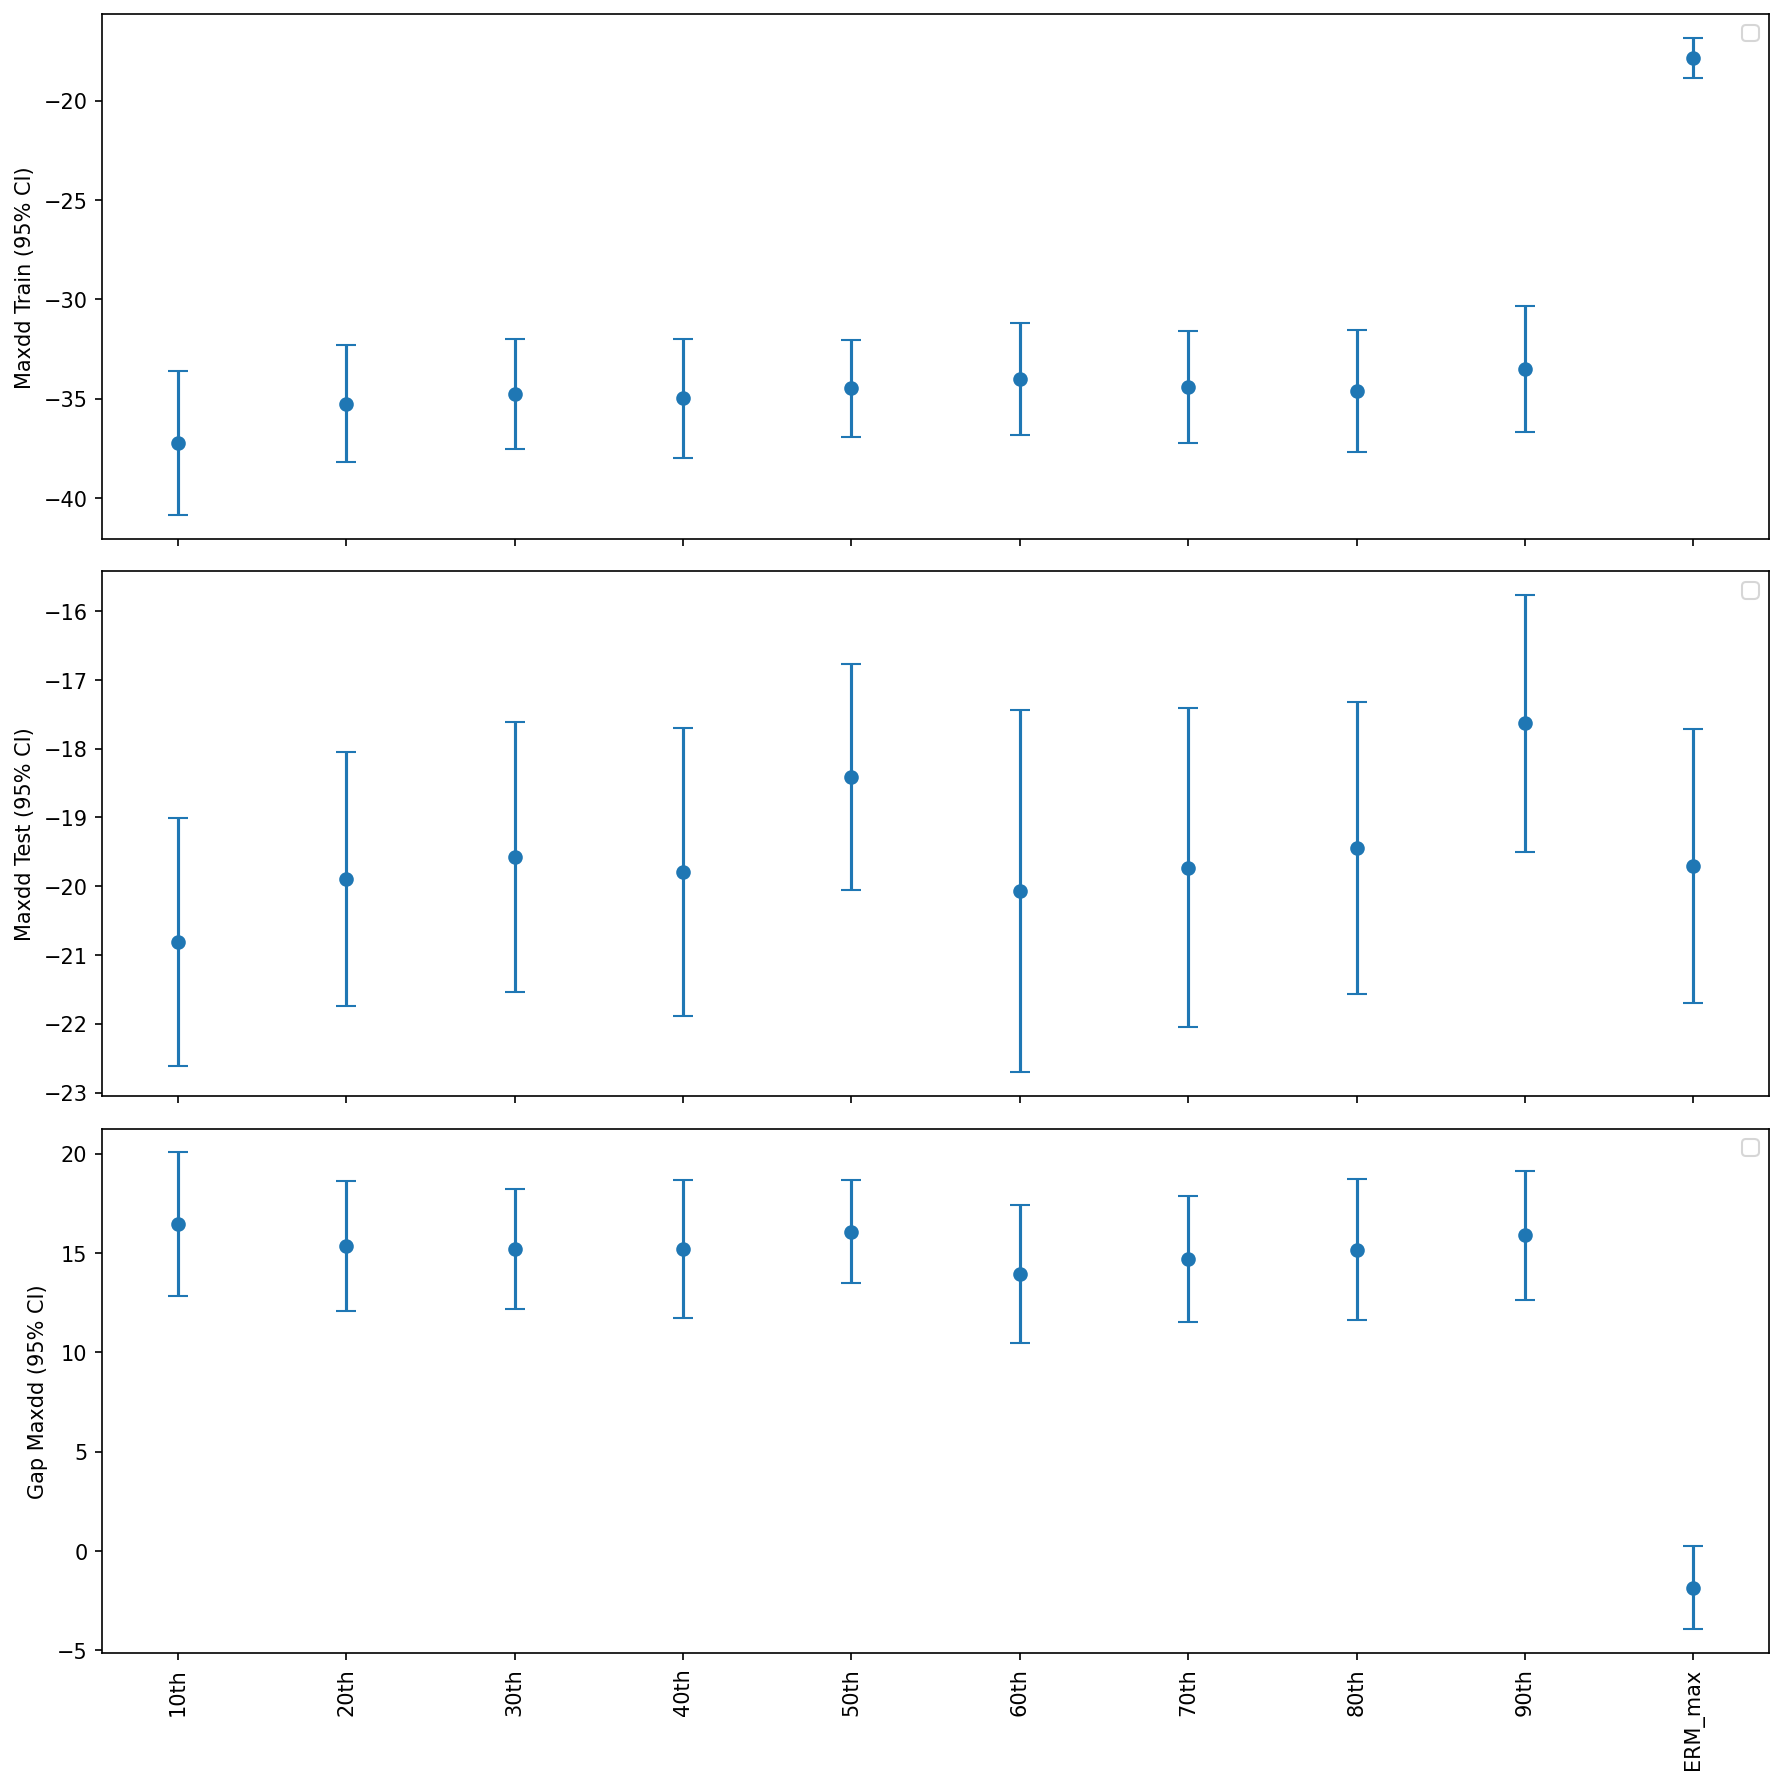 Maxdd Train (95% CI)
−20
−25
−30
−35
−40
Maxdd Test (95% CI)
−16
−17
−18
−19
−20
−21
−22
−23
Gap Maxdd (95% CI)
20
15
10
5
0
−5
10th
20th
30th
40th
50th
60th
70th
80th
90th
ERM_max